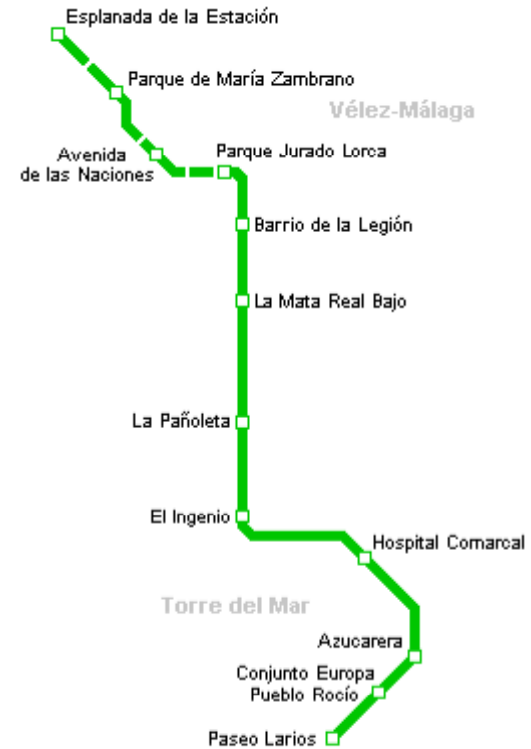 Esplanada de la Estación
Parque de María Zambrano
Vélez-Málaga
Avenida
de las Naciones
Parque Jurado Lorca
Barrio de la Legión
La Mata Real Bajo
La Pañoleta
El Ingenio
Hospital Comarcal
Torre del Mar
Azucarera
Conjunto Europa
Pueblo Rocío
Paseo Larios